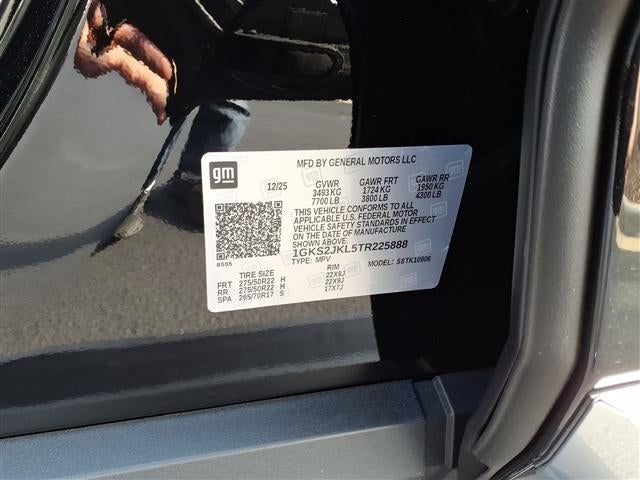 gm
MFD BY GENERAL MOTORS LLC
12/25 GVWR GAWR FRT GAWR RR
3493 KG 1724 KG 1950 KG
7700 LB 3800 LB 4300 LB
THIS VEHICLE CONFORMS TO ALL
APPLICABLE U.S. FEDERAL MOTOR
VEHICLE SAFETY STANDARDS IN EFFECT
ON THE DATE OF MANUFACTURE
SHOWN ABOVE.
1GKS2JKL5TR225888
8555 TYPE: MPV MODEL: 58TK10906
TIRE SIZE RIM
FRT 275/50R22 H 22X9J
RR 275/50R22 H 22X9J
SPA 265/70R17 S 17X7J